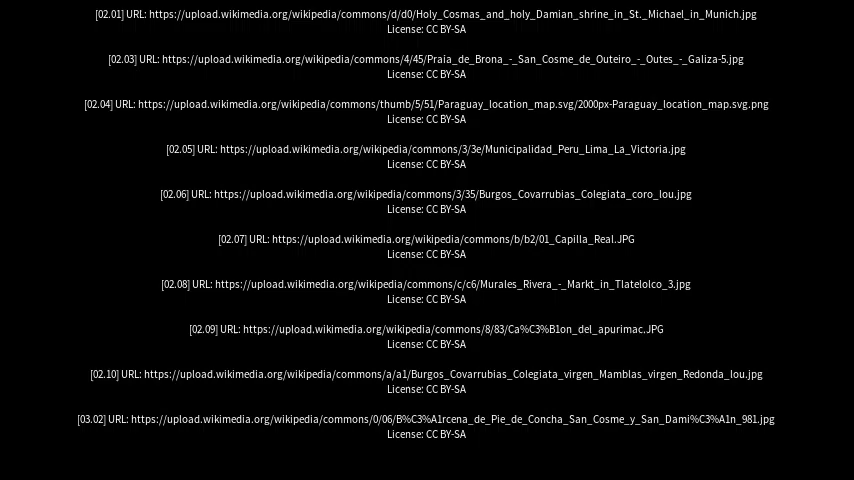 [02.01] URL: https://upload.wikimedia.org/wikipedia/commons/d/d0/Holy_Cosmas_and_holy_Damian_shrine_in_St._Michael_in_Munich.jpg
License: CC BY-SA
[02.03] URL: https://upload.wikimedia.org/wikipedia/commons/4/45/Praia_de_Brona_-_San_Cosme_de_Outeiro_-_Outes_-_Galiza-5.jpg
License: CC BY-SA
[02.04] URL: https://upload.wikimedia.org/wikipedia/commons/thumb/5/51/Paraguay_location_map.svg/2000px-Paraguay_location_map.svg.png
License: CC BY-SA
[02.05] URL: https://upload.wikimedia.org/wikipedia/commons/3/3e/Municipalidad_Peru_Lima_La_Victoria.jpg
License: CC BY-SA
[02.06] URL: https://upload.wikimedia.org/wikipedia/commons/3/35/Burgos_Covarrubias_Colegiata_coro_lou.jpg
License: CC BY-SA
[02.07] URL: https://upload.wikimedia.org/wikipedia/commons/b/b2/01_Capilla_Real.JPG
License: CC BY-SA
[02.08] URL: https://upload.wikimedia.org/wikipedia/commons/c/c6/Murales_Rivera_-_Markt_in_Tlatelolco_3.jpg
License: CC BY-SA
[02.09] URL: https://upload.wikimedia.org/wikipedia/commons/8/83/Ca%C3%B1on_del_apurimac.JPG
License: CC BY-SA
[02.10] URL: https://upload.wikimedia.org/wikipedia/commons/a/a1/Burgos_Covarrubias_Colegiata_virgen_Mamblas_virgen_Redonda_lou.jpg
License: CC BY-SA
[03.02] URL: https://upload.wikimedia.org/wikipedia/commons/0/06/B%C3%A1rcena_de_Pie_de_Concha_San_Cosme_y_San_Dami%C3%A1n_981.jpg
License: CC BY-SA